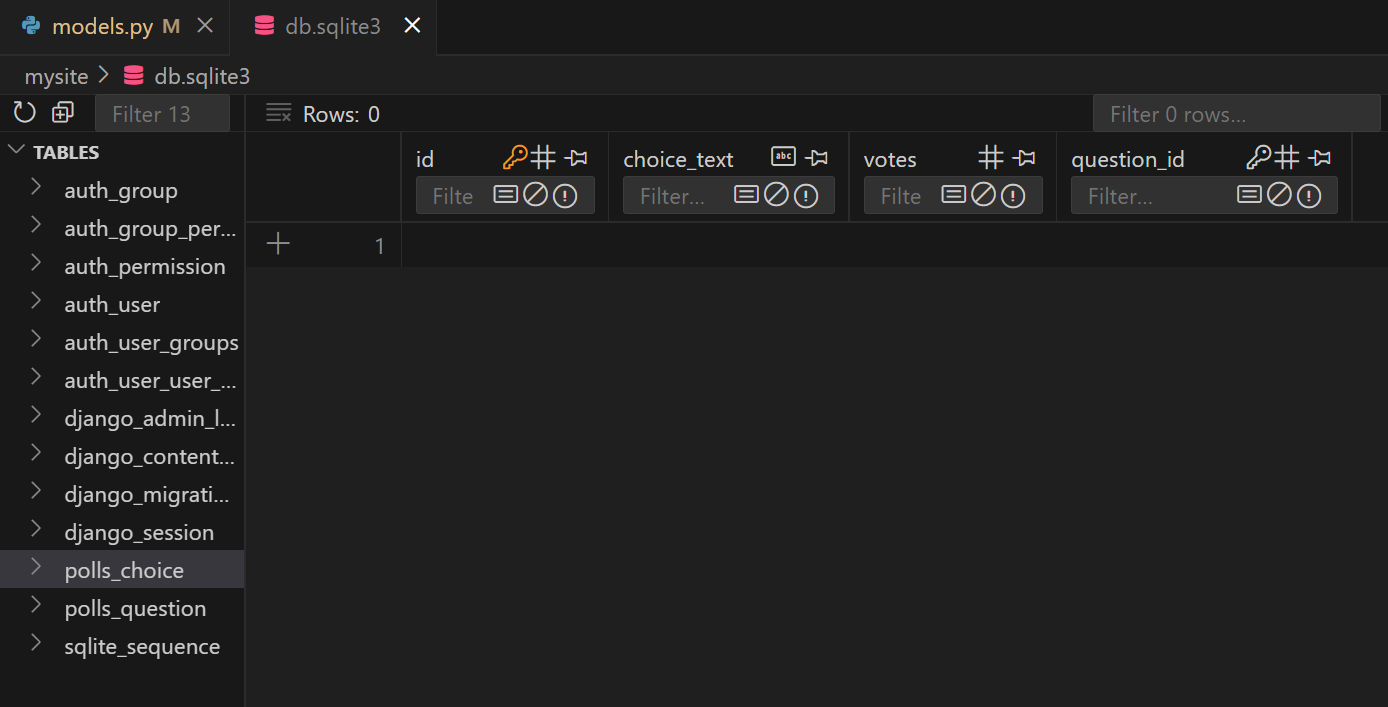 models.py M db.sqlite3
mysite > db.sqlite3
Filter 13 Rows: 0 Filter 0 rows...
TABLES
id choice_text abc votes question_id
Filte Filter... Filte Filter...
1
auth_group
auth_group_per...
auth_permission
auth_user
auth_user_groups
auth_user_user_...
django_admin_l...
django_content...
django_migrati...
django_session
polls_choice
polls_question
sqlite_sequence